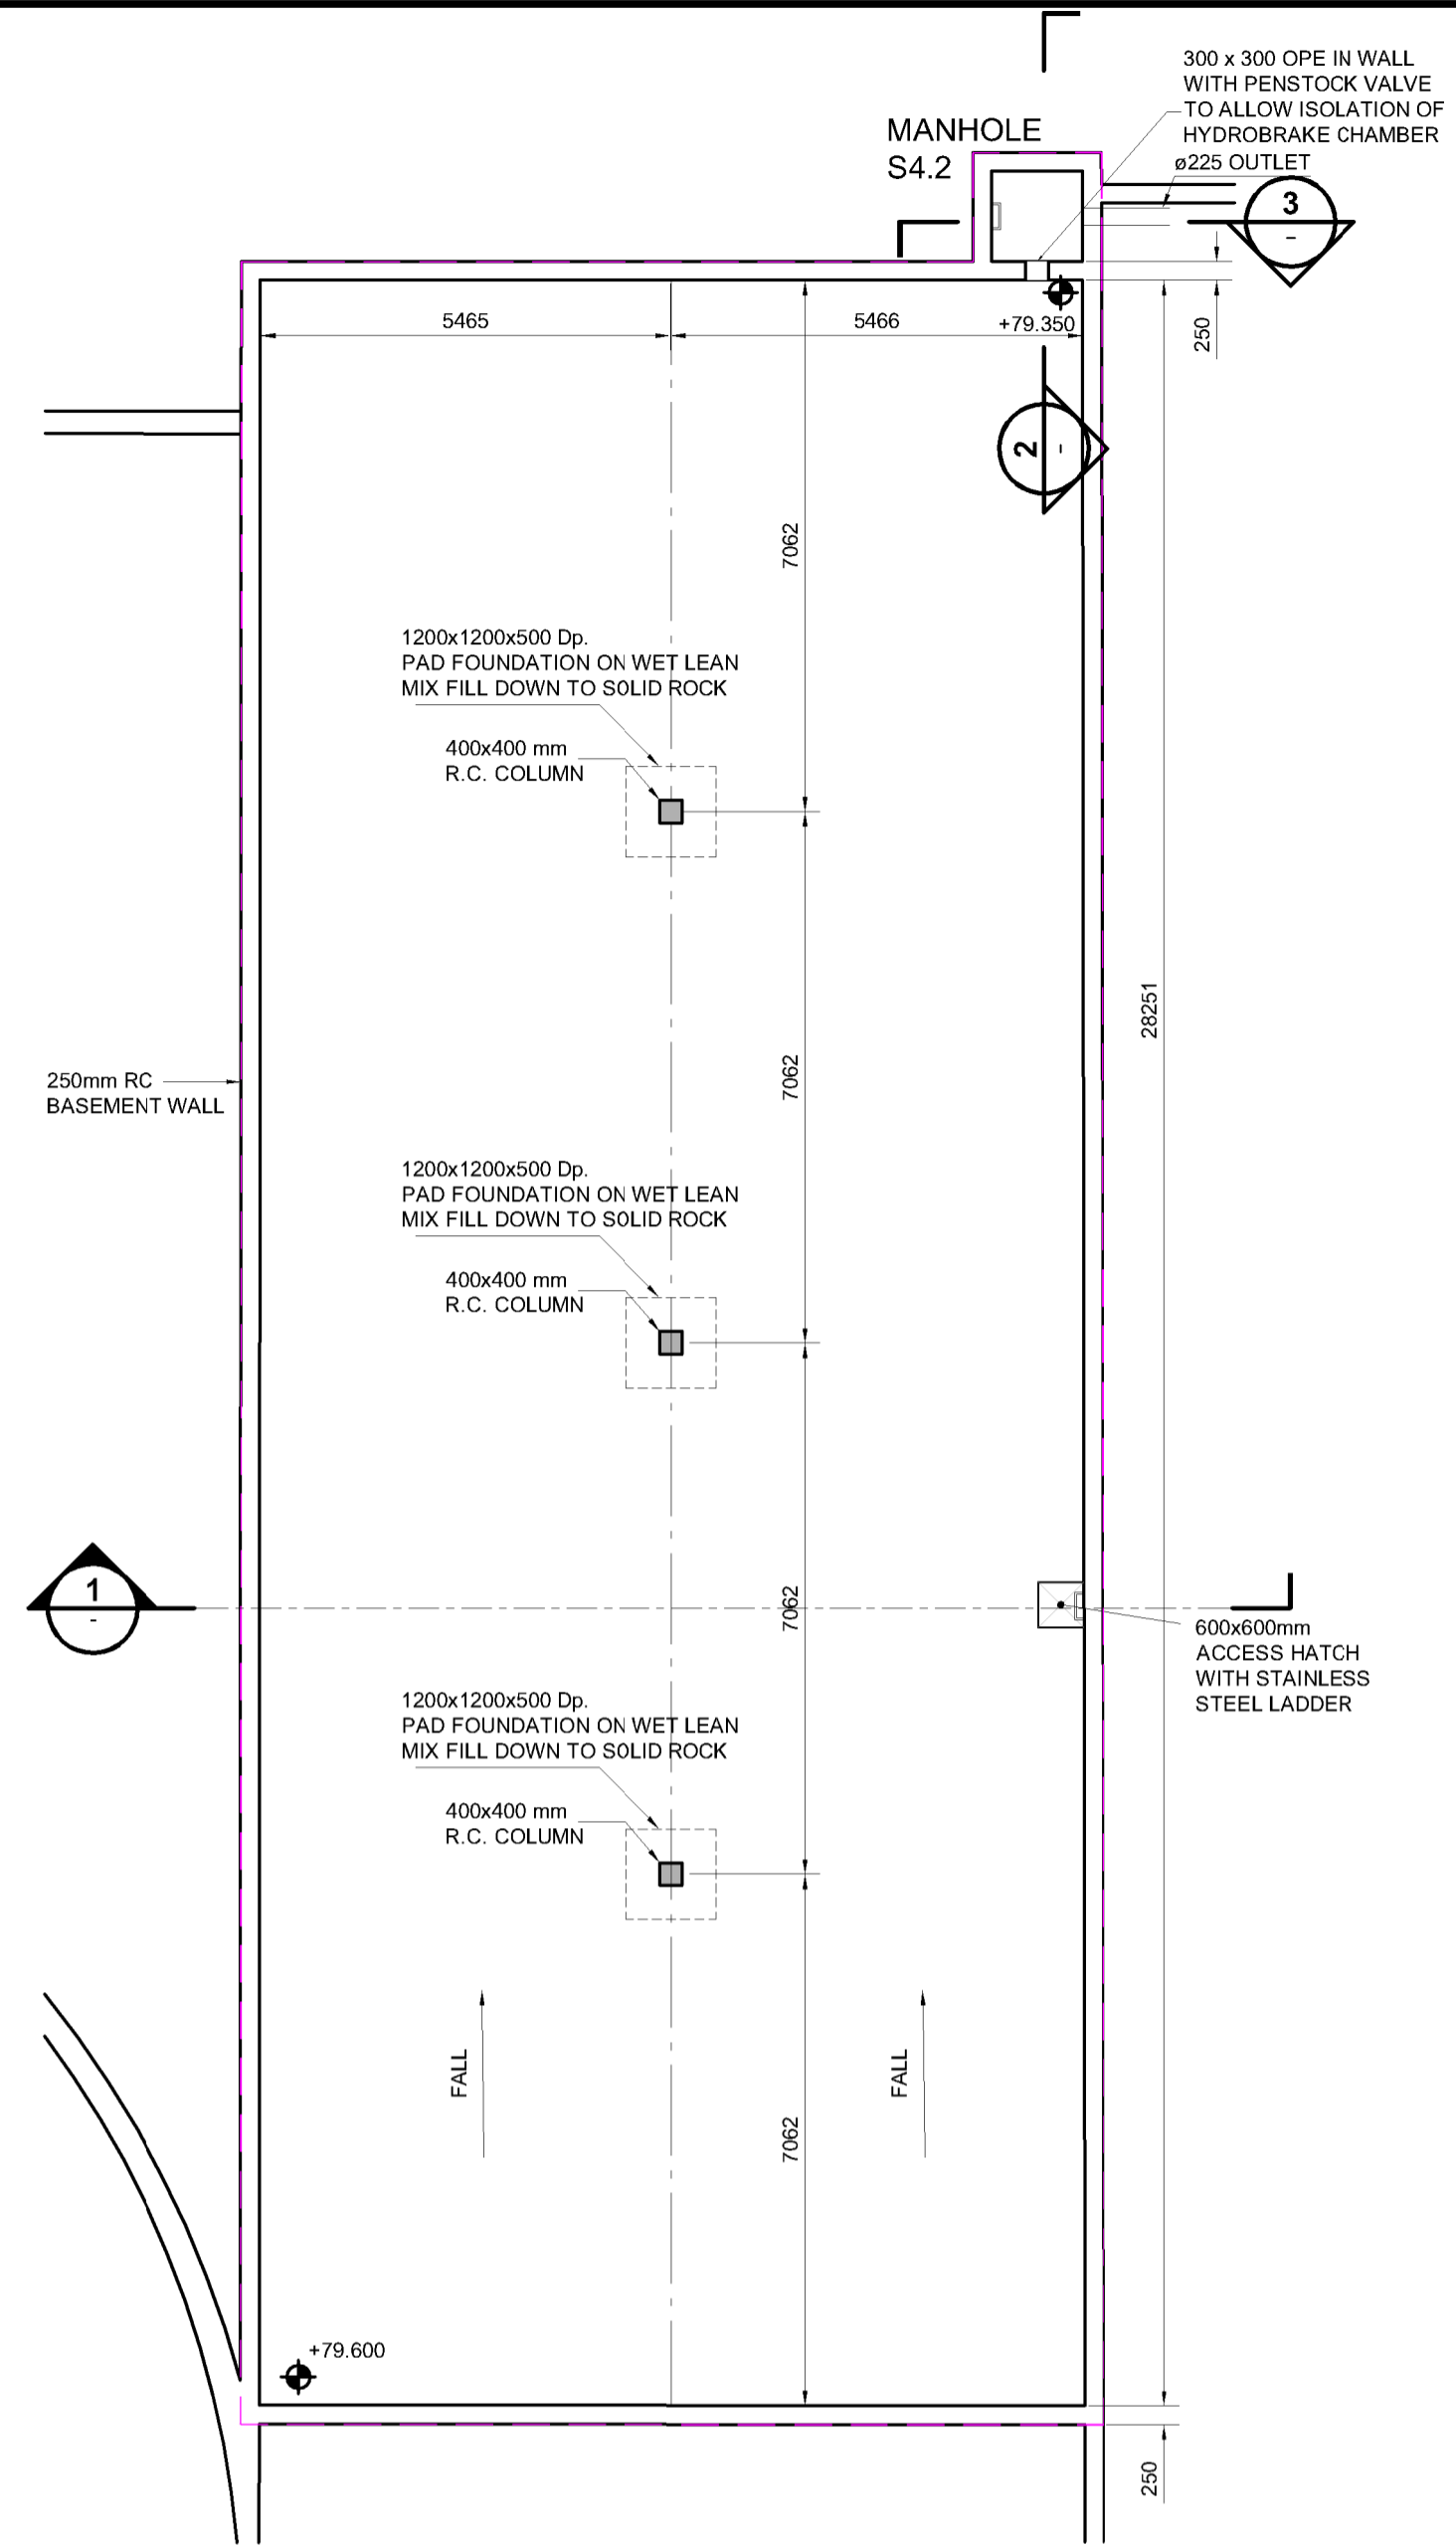 300 x 300 OPE IN WALL
WITH PENSTOCK VALVE
TO ALLOW ISOLATION OF
HYDROBRAKE CHAMBER
MANHOLE
S4.2
ø225 OUTLET
3
-
5465
5466
+79.350
250
2
-
7062
1200x1200x500 Dp.
PAD FOUNDATION ON WET LEAN
MIX FILL DOWN TO SOLID ROCK
400x400 mm
R.C. COLUMN
28251
7062
250mm RC
BASEMENT WALL
1200x1200x500 Dp.
PAD FOUNDATION ON WET LEAN
MIX FILL DOWN TO SOLID ROCK
400x400 mm
R.C. COLUMN
1
-
7062
600x600mm
ACCESS HATCH
WITH STAINLESS
STEEL LADDER
1200x1200x500 Dp.
PAD FOUNDATION ON WET LEAN
MIX FILL DOWN TO SOLID ROCK
400x400 mm
R.C. COLUMN
FALL
FALL
7062
+79.600
250